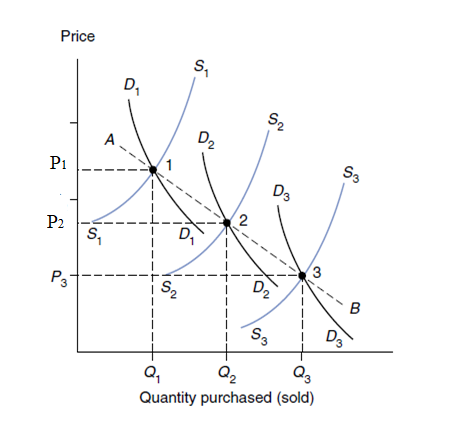 Price
S1
D1
S2
A
D2
P1
1
S3
D3
P2
2
S1
D1
P3
3
S2
D2
B
S3
D3
Q1
Q2
Q3
Quantity purchased (sold)